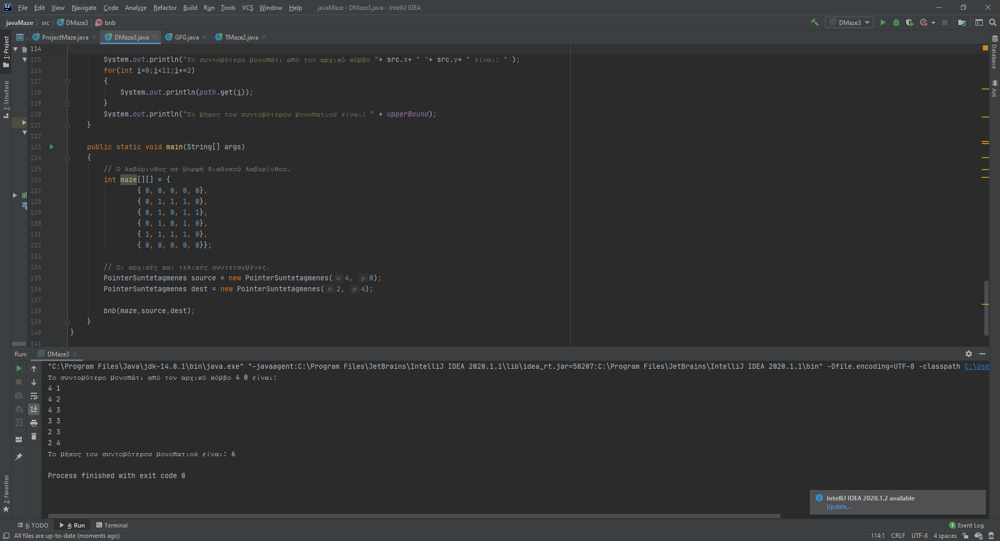 File Edit View Navigate Code Analyze Refactor Build Run Tools VCS Window Help javaMaze - DMaze3.java - IntelliJ IDEA
javaMaze src DMaze3 bnb DMaze3
ProjectMaze.java DMaze3.java GFG.java TMaze2.java
1: Project
7: Structure
2: Favorites
Database
Ant
114
115 System.out.println("Το συντομότερο μονοπάτι από τον αρχικό κόμβο "+ src.x+ " "+ src.y+ " είναι: " );
116 for(int i=0;i<11;i+=2)
117 {
118 System.out.println(path.get(i));
119 }
120 System.out.println("Το μήκος του συντομότερου μονοπατιού είναι: " + upperBound);
121 }
122
123 public static void main(String[] args)
124 {
125 // Ο λαβύρινθος σε μορφή διαδυκού λαβυρίνθου.
126 int maze[][] = {
127 { 0, 0, 0, 0, 0},
128 { 0, 1, 1, 1, 0},
129 { 0, 1, 0, 1, 1},
130 { 0, 1, 0, 1, 0},
131 { 1, 1, 1, 1, 0},
132 { 0, 0, 0, 0, 0}};
133
134 // Οι αρχικές και τελικές συντεταγμένες.
135 PointerSuntetagmenes source = new PointerSuntetagmenes( x: 4, y: 0);
136 PointerSuntetagmenes dest = new PointerSuntetagmenes( x: 2, y: 4);
137
138 bnb(maze,source,dest);
139 }
140 }
141
Run: DMaze3
"C:\Program Files\Java\jdk-14.0.1\bin\java.exe" "-javaagent:C:\Program Files\JetBrains\IntelliJ IDEA 2020.1.1\lib\idea_rt.jar=58207:C:\Program Files\JetBrains\IntelliJ IDEA 2020.1.1\bin" -Dfile.encoding=UTF-8 -classpath C:\Use
Το συντομότερο μονοπάτι από τον αρχικό κόμβο 4 0 είναι:
4 1
4 2
4 3
3 3
2 3
2 4
Το μήκος του συντομότερου μονοπατιού είναι: 6
Process finished with exit code 0
IntelliJ IDEA 2020.1.2 available
Update...
6: TODO 4: Run Terminal 1 Event Log
All files are up-to-date (moments ago) 114:1 CRLF UTF-8 4 spaces